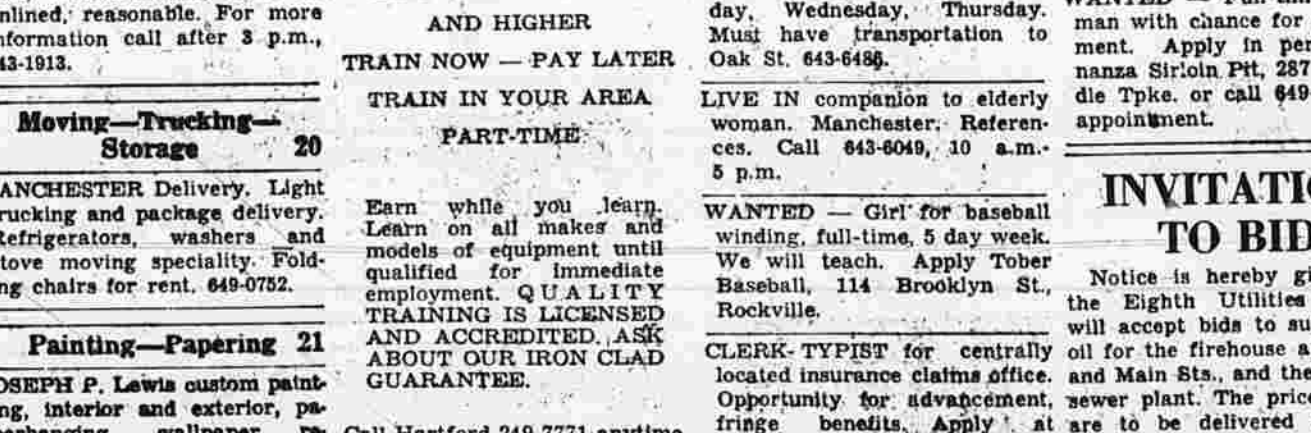 nlined, reasonable. For more
nformation call after 3 p.m.,
43-1913.
Moving—Trucking—
Storage 20
ANCHESTER Delivery. Light
rucking and package delivery.
Refrigerators, washers and
tove moving speciality. Fold-
ng chairs for rent. 649-0752.
Painting—Papering 21
OSEPH P. Lewis custom paint-
ng, interior and exterior, pa-
AND HIGHER
TRAIN NOW — PAY LATER
TRAIN IN YOUR AREA
PART-TIME
Earn while you learn.
Learn on all makes and
models of equipment until
qualified for immediate
employment. QUALITY
TRAINING IS LICENSED
AND ACCREDITED. ASK
ABOUT OUR IRON CLAD
GUARANTEE.
Call Hartford 249-7771 anytime
day, Wednesday, Thursday.
Must have transportation to
Oak St. 643-6486.
LIVE IN companion to elderly
woman. Manchester. Referen-
ces. Call 643-6049, 10 a.m.-
5 p.m.
WANTED — Girl for baseball
winding, full-time, 5 day week.
We will teach. Apply Tober
Baseball, 114 Brooklyn St.,
Rockville.
CLERK-TYPIST for centrally
located insurance claims office.
Opportunity for advancement,
fringe benefits. Apply at
man with chance for
ment. Apply in per
nanza Sirloin Pit, 287
dle Tpke. or call 649-
appointment.
INVITATIO
TO BID
Notice is hereby gi
the Eighth Utilities
will accept bids to su
oil for the firehouse a
and Main Sts., and the
sewer plant. The price
are to be delivered